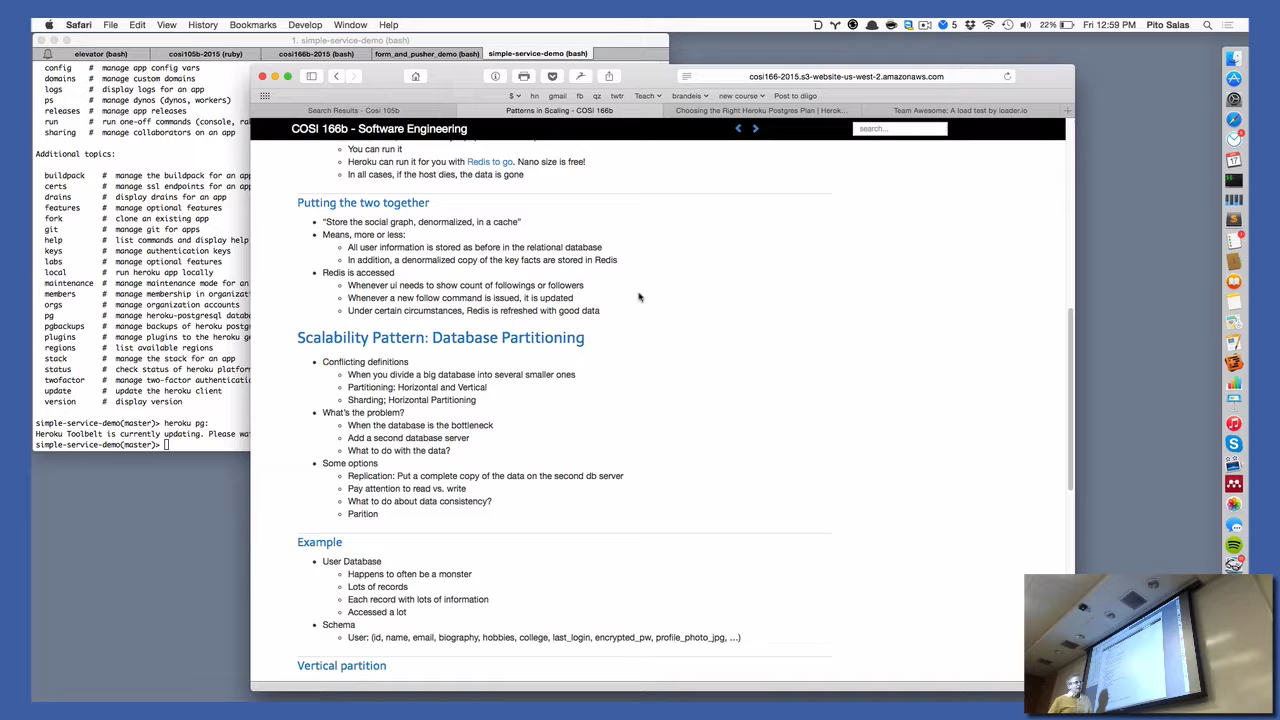 Safari File Edit View History Bookmarks Develop Window Help
5 22% Fri 12:59 PM Pito Salas
1. simple-service-demo (bash)
elevator (bash) cosi105b-2015 (ruby) cosi166b-2015 (bash) form_and_pusher_demo (bash) simple-service-demo (bash)
config # manage app config vars
domains # manage custom domains
logs # display logs for an app
ps # manage dynos (dynos, workers)
releases # manage app releases
run # run one-off commands (console, ra
sharing # manage collaborators on an app
Additional topics:
buildpack # manage the buildpack for an ap
certs # manage ssl endpoints for an ap
drains # display drains for an app
features # manage optional features
fork # clone an existing app
git # manage git for apps
help # list commands and display help
keys # manage authentication keys
labs # manage optional features
local # run heroku app locally
maintenance # manage maintenance mode for an
members # manage membership in organizat
orgs # manage organization accounts
pg # manage heroku-postgresql databa
pgbackups # manage backups of heroku postgr
plugins # manage plugins to the heroku ge
regions # list available regions
stack # manage the stack for an app
status # check status of heroku platfor
twofactor # manage two-factor authenticatio
update # update the heroku client
version # display version
simple-service-demo(master)> heroku pg:
Heroku Toolbelt is currently updating. Please wa
simple-service-demo(master)>
cosi166-2015.s3-website-us-west-2.amazonaws.com
$ hn gmail fb qz twtr Teach brandeis new course Post to diigo
Search Results - Cosi 105b Patterns in Scaling - COSI 166b Choosing the Right Heroku Postgres Plan | Herok... Team Awesome: A load test by loader.io
COSI 166b - Software Engineering search...
You can run it
Heroku can run it for you with Redis to go. Nano size is free!
In all cases, if the host dies, the data is gone
Putting the two together
"Store the social graph, denormalized, in a cache"
Means, more or less:
All user information is stored as before in the relational database
In addition, a denormalized copy of the key facts are stored in Redis
Redis is accessed
Whenever ui needs to show count of followings or followers
Whenever a new follow command is issued, it is updated
Under certain circumstances, Redis is refreshed with good data
Scalability Pattern: Database Partitioning
Conflicting definitions
When you divide a big database into several smaller ones
Partitioning: Horizontal and Vertical
Sharding; Horizontal Partitioning
What's the problem?
When the database is the bottleneck
Add a second database server
What to do with the data?
Some options
Replication: Put a complete copy of the data on the second db server
Pay attention to read vs. write
What to do about data consistency?
Parition
Example
User Database
Happens to often be a monster
Lots of records
Each record with lots of information
Accessed a lot
Schema
User: (id, name, email, biography, hobbies, college, last_login, encrypted_pw, profile_photo_jpg, ...)
Vertical partition